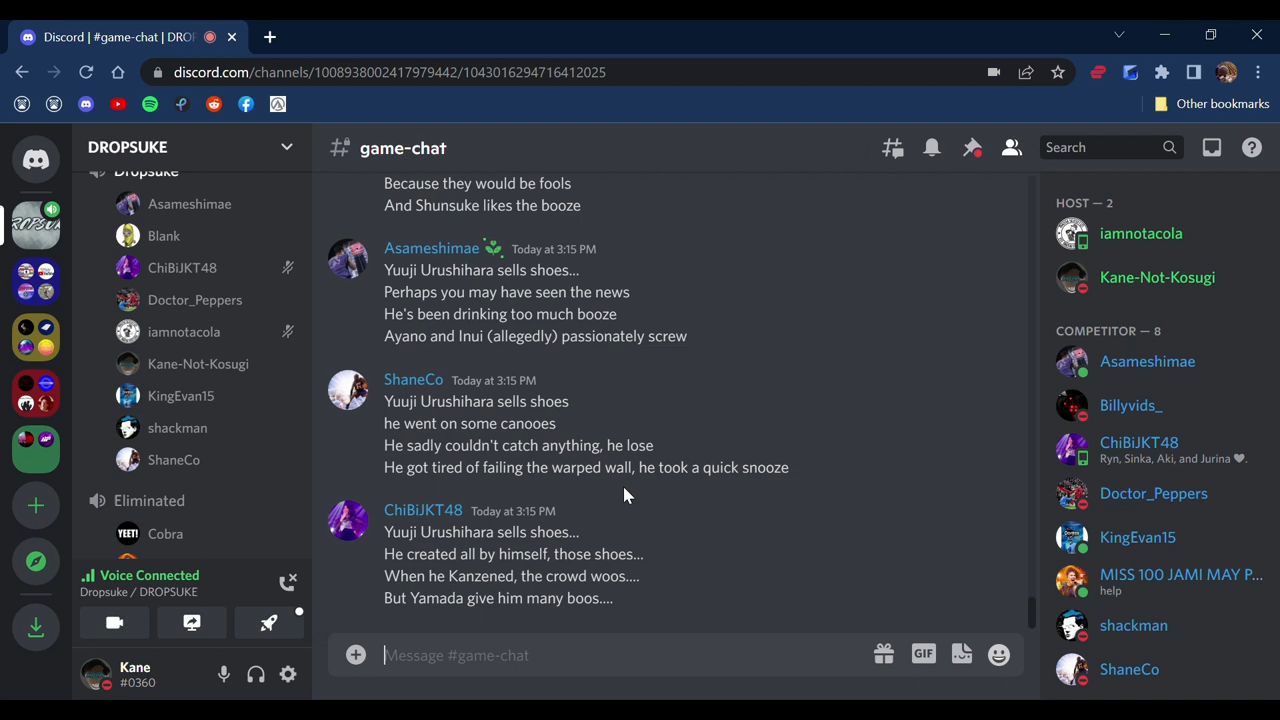 Discord | #game-chat | DROP
discord.com/channels/1008938002417979442/1043016294716412025
Other bookmarks
DROPSUKE
Dropsuke
Asameshimae
Blank
ChiBiJKT48
Doctor_Peppers
iamnotacola
Kane-Not-Kosugi
KingEvan15
shackman
ShaneCo
Eliminated
YEET!
Cobra
Voice Connected
Dropsuke / DROPSUKE
Kane
#0360
game-chat
Search
Because they would be fools
And Shunsuke likes the booze
Asameshimae Today at 3:15 PM
Yuuji Urushihara sells shoes...
Perhaps you may have seen the news
He's been drinking too much booze
Ayano and Inui (allegedly) passionately screw
ShaneCo Today at 3:15 PM
Yuuji Urushihara sells shoes
he went on some canooes
He sadly couldn't catch anything, he lose
He got tired of failing the warped wall, he took a quick snooze
ChiBiJKT48 Today at 3:15 PM
Yuuji Urushihara sells shoes...
He created all by himself, those shoes...
When he Kanzened, the crowd woos....
But Yamada give him many boos....
Message #game-chat
GIF
HOST — 2
iamnotacola
Kane-Not-Kosugi
COMPETITOR — 8
Asameshimae
Billyvids_
ChiBiJKT48
Ryn, Sinka, Aki, and Jurina 🤍.
Doctor_Peppers
KingEvan15
MISS 100 JAMI MAY P...
help
shackman
ShaneCo